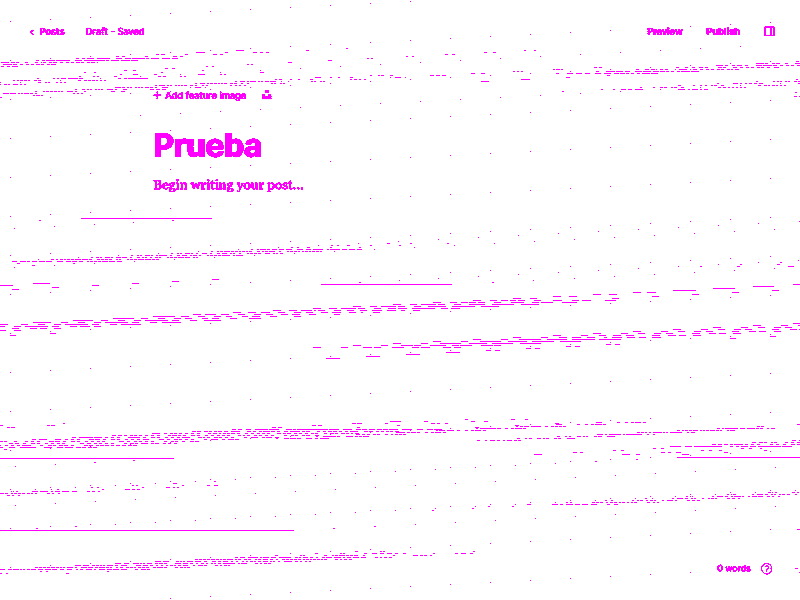 Posts Draft - Saved Preview Publish
+ Add feature image
Prueba
Begin writing your post...
0 words ?